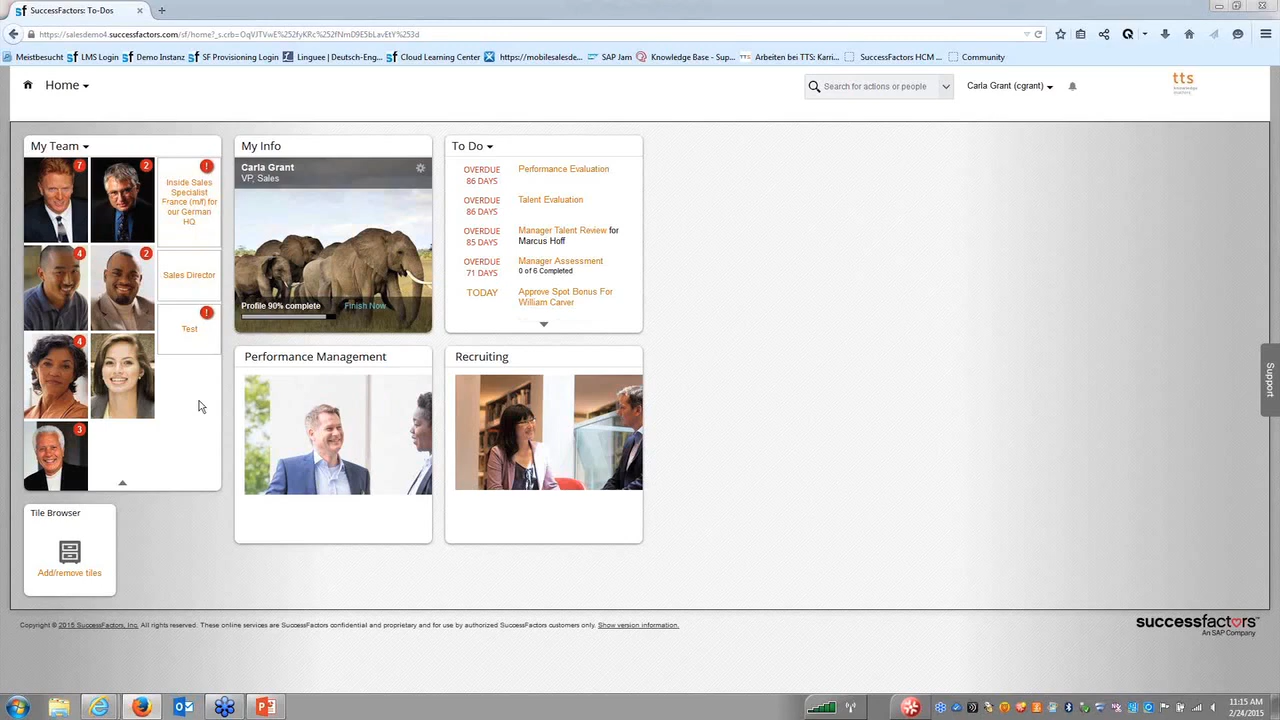 SuccessFactors: To-Dos
https://salesdemo4.successfactors.com/sf/home?_s.crb=
Meistbesucht
LMS Login
Demo Instanz
SF Provisioning Login
Linguee | Deutsch-Eng...
Cloud Learning Center
https://mobilesalesde...
SAP Jam
Knowledge Base - Sup...
Arbeiten bei TTS: Karri...
SuccessFactors HCM ...
Community
Home
Search for actions or people
Carla Grant (cgrant)
tts
My Team
7
2
!
Inside Sales
Specialist
France (m/f) for
our German
HQ
4
2
Sales Director
!
Test
4
3
My Info
Carla Grant
VP, Sales
Profile 90% complete
Finish Now
To Do
OVERDUE
86 DAYS
Performance Evaluation
OVERDUE
86 DAYS
Talent Evaluation
OVERDUE
85 DAYS
Manager Talent Review for
Marcus Hoff
OVERDUE
71 DAYS
Manager Assessment
0 of 6 Completed
TODAY
Approve Spot Bonus For
William Carver
Performance Management
Recruiting
Support
Tile Browser
Add/remove tiles
Copyright © 2015 SuccessFactors, Inc. All rights reserved. These online services are SuccessFactors confidential and proprietary and for use by authorized SuccessFactors customers only. Show version information.
successfactors
An SAP Company
11:15 AM
2/24/2015